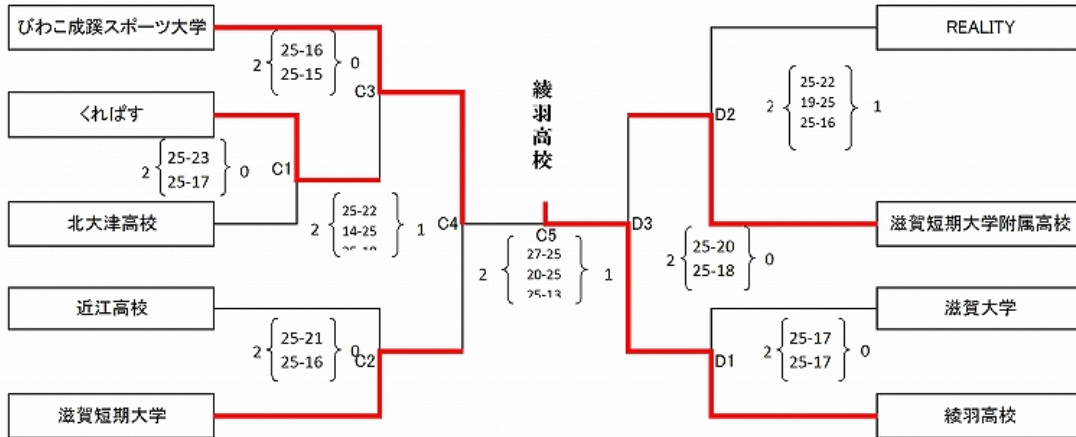 びわこ成蹊スポーツ大学
REALITY
2 25-16 0
25-15
C3
綾羽高校
25-22
2 19-25 1
25-16
D2
くれぱす
2 25-23 0
25-17
C1
北大津高校
25-22
2 14-25 1
C4
C5
27-25
2 20-25 1
25-13
D3
滋賀短期大学附属高校
2 25-20 0
25-18
近江高校
滋賀大学
2 25-21 0
25-16
C2
D1
2 25-17 0
25-17
滋賀短期大学
綾羽高校